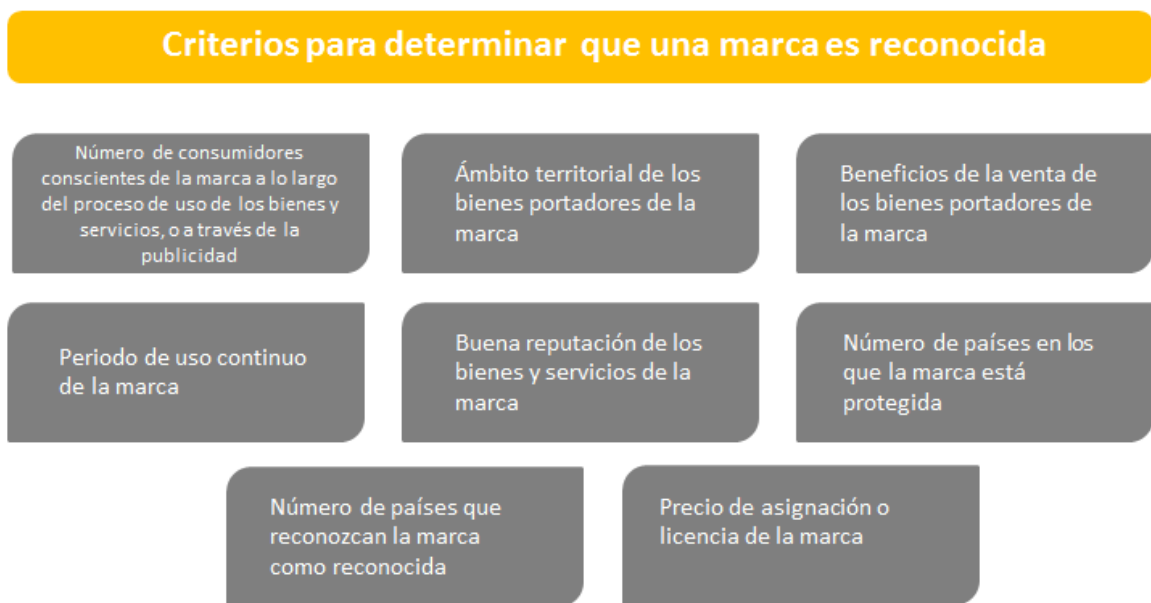 Criterios para determinar que una marca es reconocida
Número de consumidores
conscientes de la marca a lo largo
del proceso de uso de los bienes y
servicios, o a través de la
publicidad
Ámbito territorial de los
bienes portadores de la
marca
Beneficios de la venta de
los bienes portadores de
la marca
Periodo de uso continuo
de la marca
Buena reputación de los
bienes y servicios de la
marca
Número de países en los
que la marca está
protegida
Número de países que
reconozcan la marca
como reconocida
Precio de asignación o
licencia de la marca